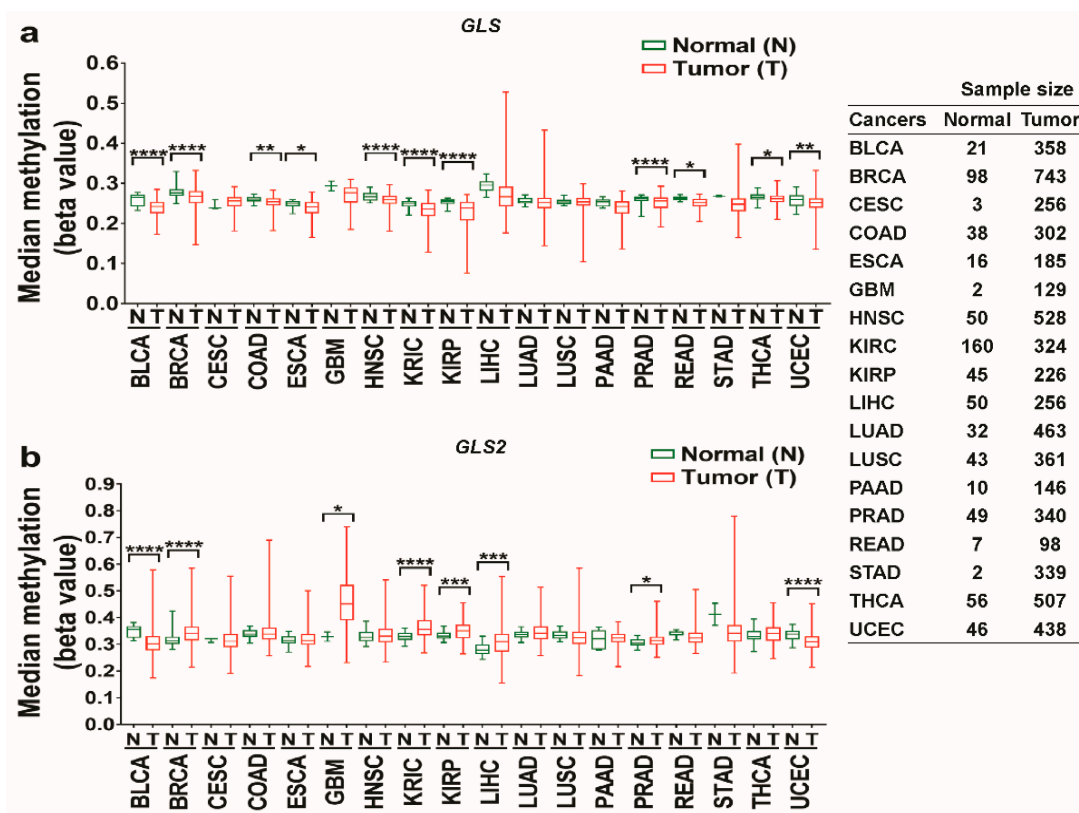 a
GLS
Normal (N)
Tumor (T)
Median methylation
(beta value)
0.6
0.5
0.4
0.3
0.2
0.1
0.0
**** **** ** * **** **** **** **** * * **
N T N T N T N T N T N T N T N T N T N T N T N T N T N T N T N T N T N T
BLCA BRCA CESC COAD ESCA GBM HNSC KRIC KIRP LIHC LUAD LUSC PAAD PRAD READ STAD THCA UCEC
b
GLS2
Normal (N)
Tumor (T)
Median methylation
(beta value)
0.9
0.8
0.7
0.6
0.5
0.4
0.3
0.2
0.1
0.0
**** **** * **** *** *** * ****
N T N T N T N T N T N T N T N T N T N T N T N T N T N T N T N T N T N T
BLCA BRCA CESC COAD ESCA GBM HNSC KRIC KIRP LIHC LUAD LUSC PAAD PRAD READ STAD THCA UCEC
Sample size
Cancers Normal Tumor
BLCA 21 358
BRCA 98 743
CESC 3 256
COAD 38 302
ESCA 16 185
GBM 2 129
HNSC 50 528
KIRC 160 324
KIRP 45 226
LIHC 50 256
LUAD 32 463
LUSC 43 361
PAAD 10 146
PRAD 49 340
READ 7 98
STAD 2 339
THCA 56 507
UCEC 46 438